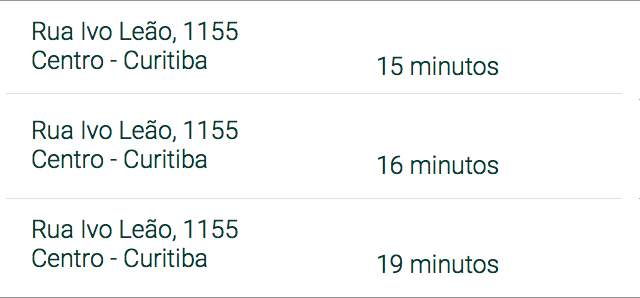 Rua Ivo Leão, 1155
Centro - Curitiba
15 minutos
Rua Ivo Leão, 1155
Centro - Curitiba
16 minutos
Rua Ivo Leão, 1155
Centro - Curitiba
19 minutos